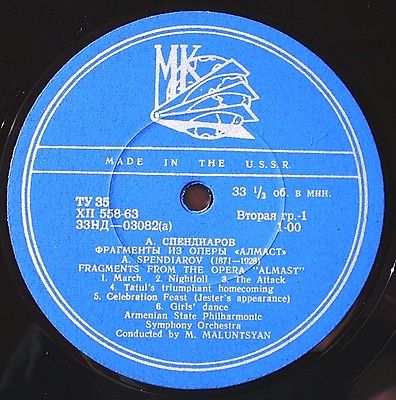 МК
MADE IN THE U.S.S.R.
ТУ 35
ХП 558-63
33НД—03082(а)
33 1/3 об. в мин.
Вторая гр.-1
1-00
А. СПЕНДИАРОВ
ФРАГМЕНТЫ ИЗ ОПЕРЫ «АЛМАСТ»
A. SPENDIAROV (1871—1928)
FRAGMENTS FROM THE OPERA "ALMAST"
1. March 2. Nightfoll 3. The Attack
4. Tatul's triumphant homecoming
5. Celebration Feast (Jester's appearance)
6. Girls' dance
Armenian State Philharmonic
Symphony Orchestra
Conducted by M. MALUNTSYAN